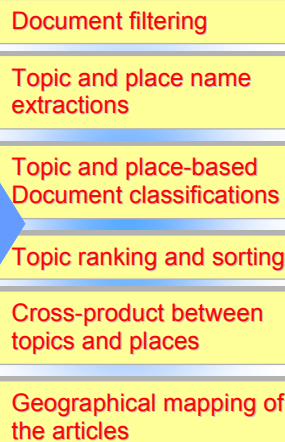 Document filtering
Topic and place name
extractions
Topic and place-based
Document classifications
Topic ranking and sorting
Cross-product between
topics and places
Geographical mapping of
the articles